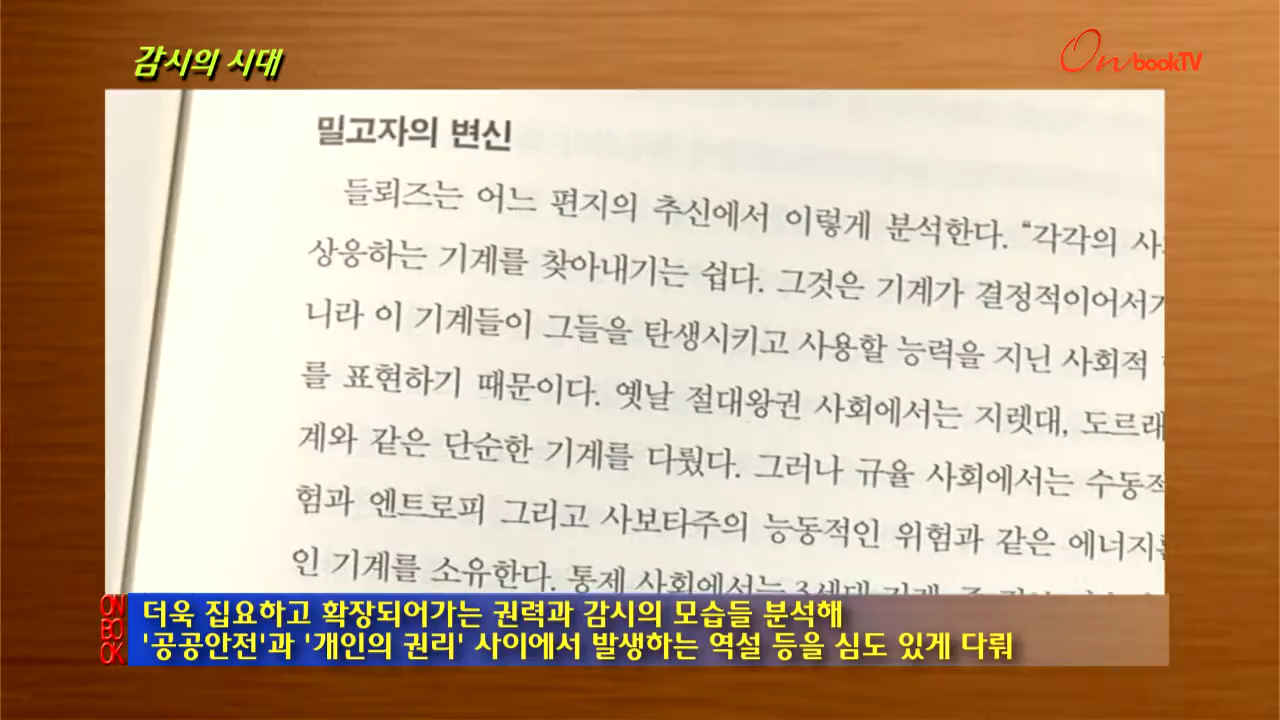 감시의 시대
On bookTV
밀고자의 변신
들뢰즈는 어느 편지의 추신에서 이렇게 분석한다. “각각의
상응하는 기계를 찾아내기는 쉽다. 그것은 기계가 결정적이어서가
니라 이 기계들이 그들을 탄생시키고 사용할 능력을 지닌 사회적
를 표현하기 때문이다. 옛날 절대왕권 사회에서는 지렛대, 도르래
계와 같은 단순한 기계를 다뤘다. 그러나 규율 사회에서는 수동적
험과 엔트로피 그리고 사보타주의 능동적인 위험과 같은 에너지
인 기계를 소유한다. 통제 사회에서는 3세대
ON BO OK
더욱 집요하고 확장되어가는 권력과 감시의 모습들 분석해
'공공안전'과 '개인의 권리' 사이에서 발생하는 역설 등을 심도 있게 다뤄